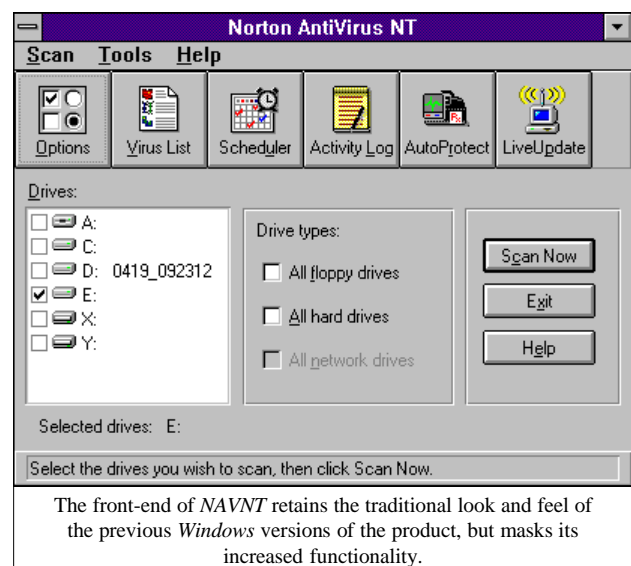 Norton AntiVirus NT
Scan Tools Help
Options Virus List Scheduler Activity Log AutoProtect LiveUpdate
Drives:
A:
C:
D: 0419_092312
E:
X:
Y:
Drive types:
All floppy drives
All hard drives
All network drives
Scan Now
Exit
Help
Selected drives: E:
Select the drives you wish to scan, then click Scan Now.
The front-end of NAVNT retains the traditional look and feel of
the previous Windows versions of the product, but masks its
increased functionality.